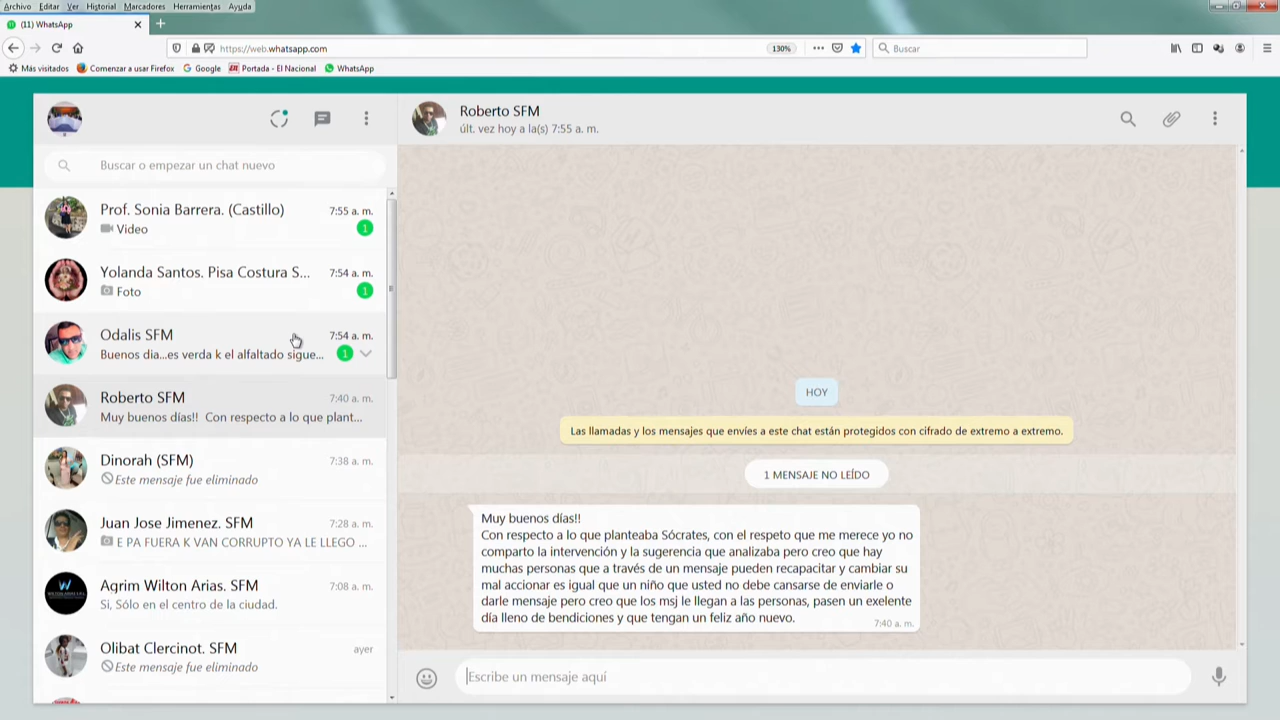 Archivo Editar Ver Historial Marcadores Herramientas Ayuda
(11) WhatsApp
https://web.whatsapp.com
130%
Buscar
Más visitados Comenzar a usar Firefox Google Portada - El Nacional WhatsApp
Buscar o empezar un chat nuevo
Prof. Sonia Barrera. (Castillo) 7:55 a. m.
Video 1
Yolanda Santos. Pisa Costura S... 7:54 a. m.
Foto 1
Odalis SFM 7:54 a. m.
Buenos dia...es verda k el alfaltado sigue... 1
Roberto SFM 7:40 a. m.
Muy buenos días!! Con respecto a lo que plant...
Dinorah (SFM) 7:38 a. m.
Este mensaje fue eliminado
Juan Jose Jimenez. SFM 7:28 a. m.
E PA FUERA K VAN CORRUPTO YA LE LLEGO ...
Agrim Wilton Arias. SFM 7:08 a. m.
Si, Sólo en el centro de la ciudad.
Olibat Clercinot. SFM ayer
Este mensaje fue eliminado
Roberto SFM
últ. vez hoy a la(s) 7:55 a. m.
HOY
Las llamadas y los mensajes que envíes a este chat están protegidos con cifrado de extremo a extremo.
1 MENSAJE NO LEÍDO
Muy buenos días!!
Con respecto a lo que planteaba Sócrates, con el respeto que me merece yo no
comparto la intervención y la sugerencia que analizaba pero creo que hay
muchas personas que a través de un mensaje pueden recapacitar y cambiar su
mal accionar es igual que un niño que usted no debe cansarse de enviarle o
darle mensaje pero creo que los msj le llegan a las personas, pasen un exelente
día lleno de bendiciones y que tengan un feliz año nuevo.
7:40 a. m.
Escribe un mensaje aquí